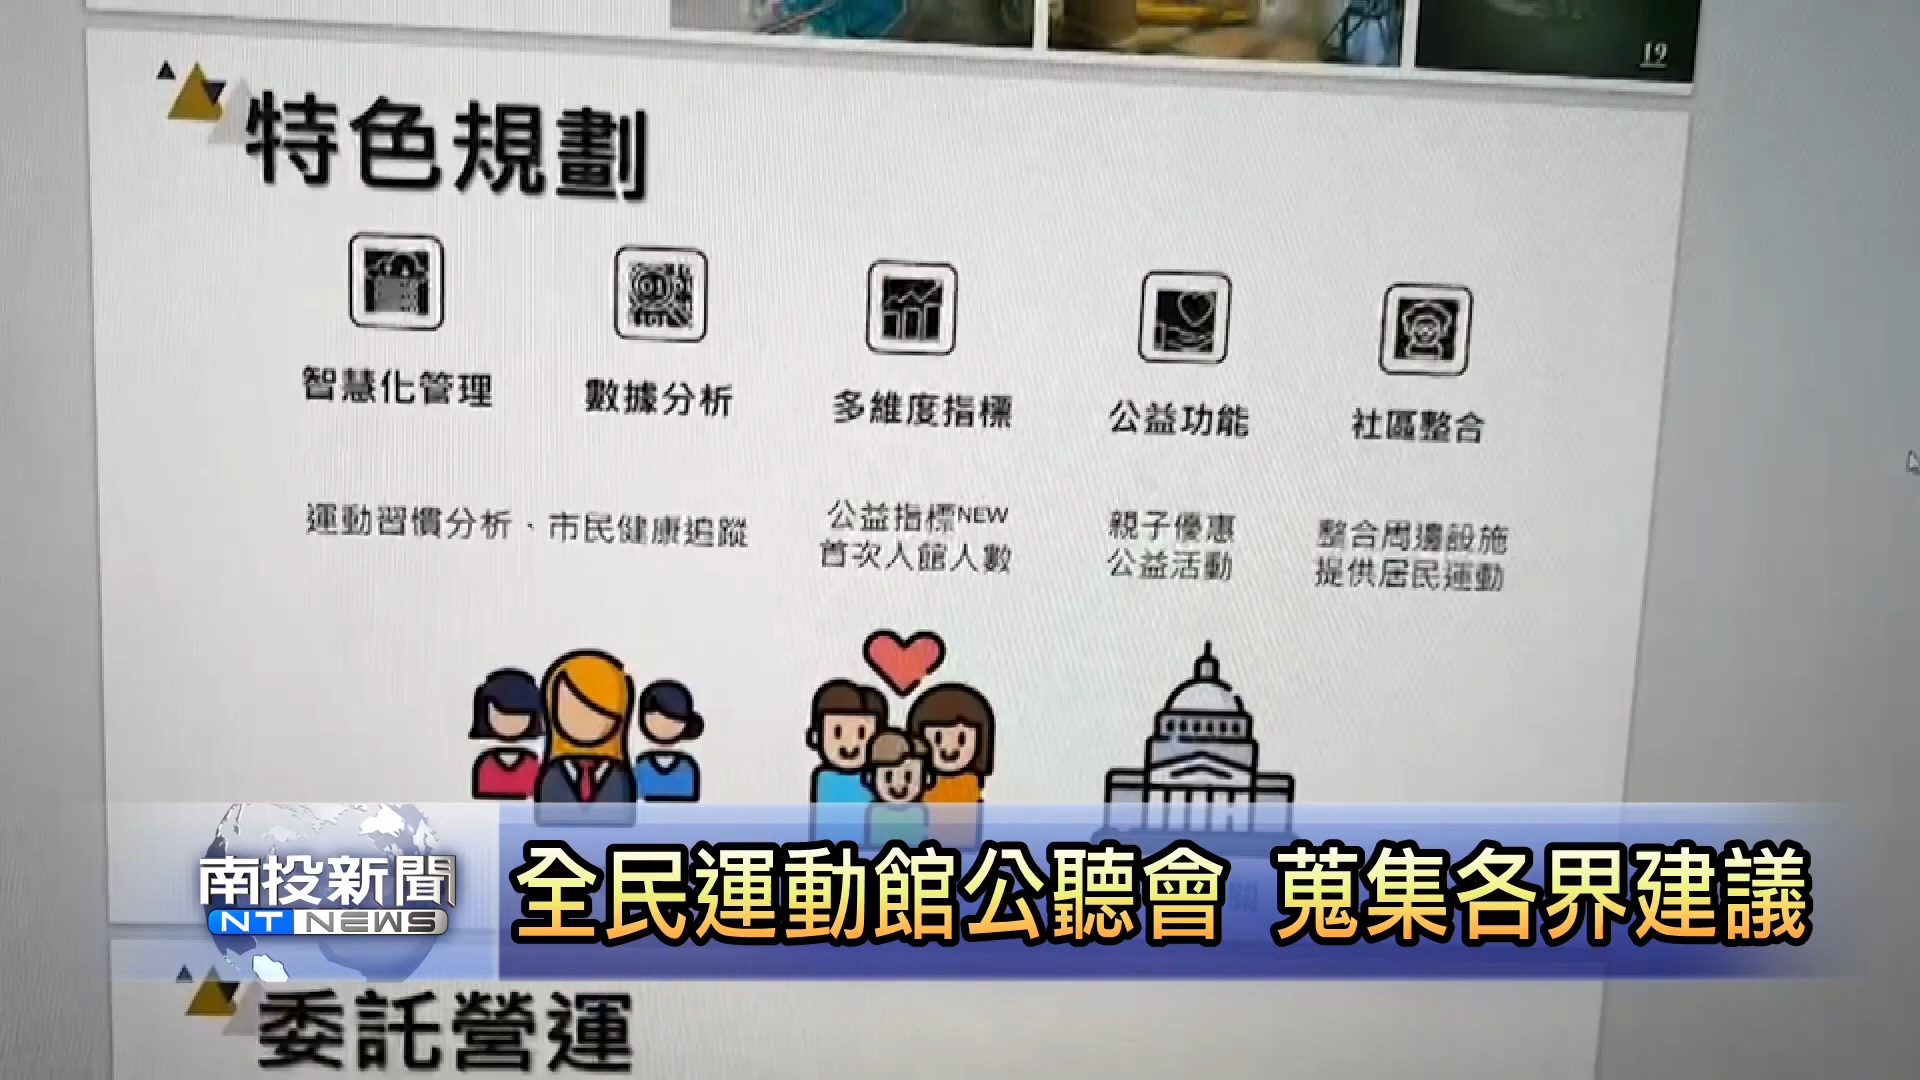 19
特色規劃
智慧化管理 數據分析 多維度指標 公益功能 社區整合
運動習慣分析、市民健康追蹤
公益指標NEW
首次入館人數
親子優惠
公益活動
整合周邊設施
提供居民運動
南投新聞
NT NEWS
全民運動館公聽會 蒐集各界建議
委託營運